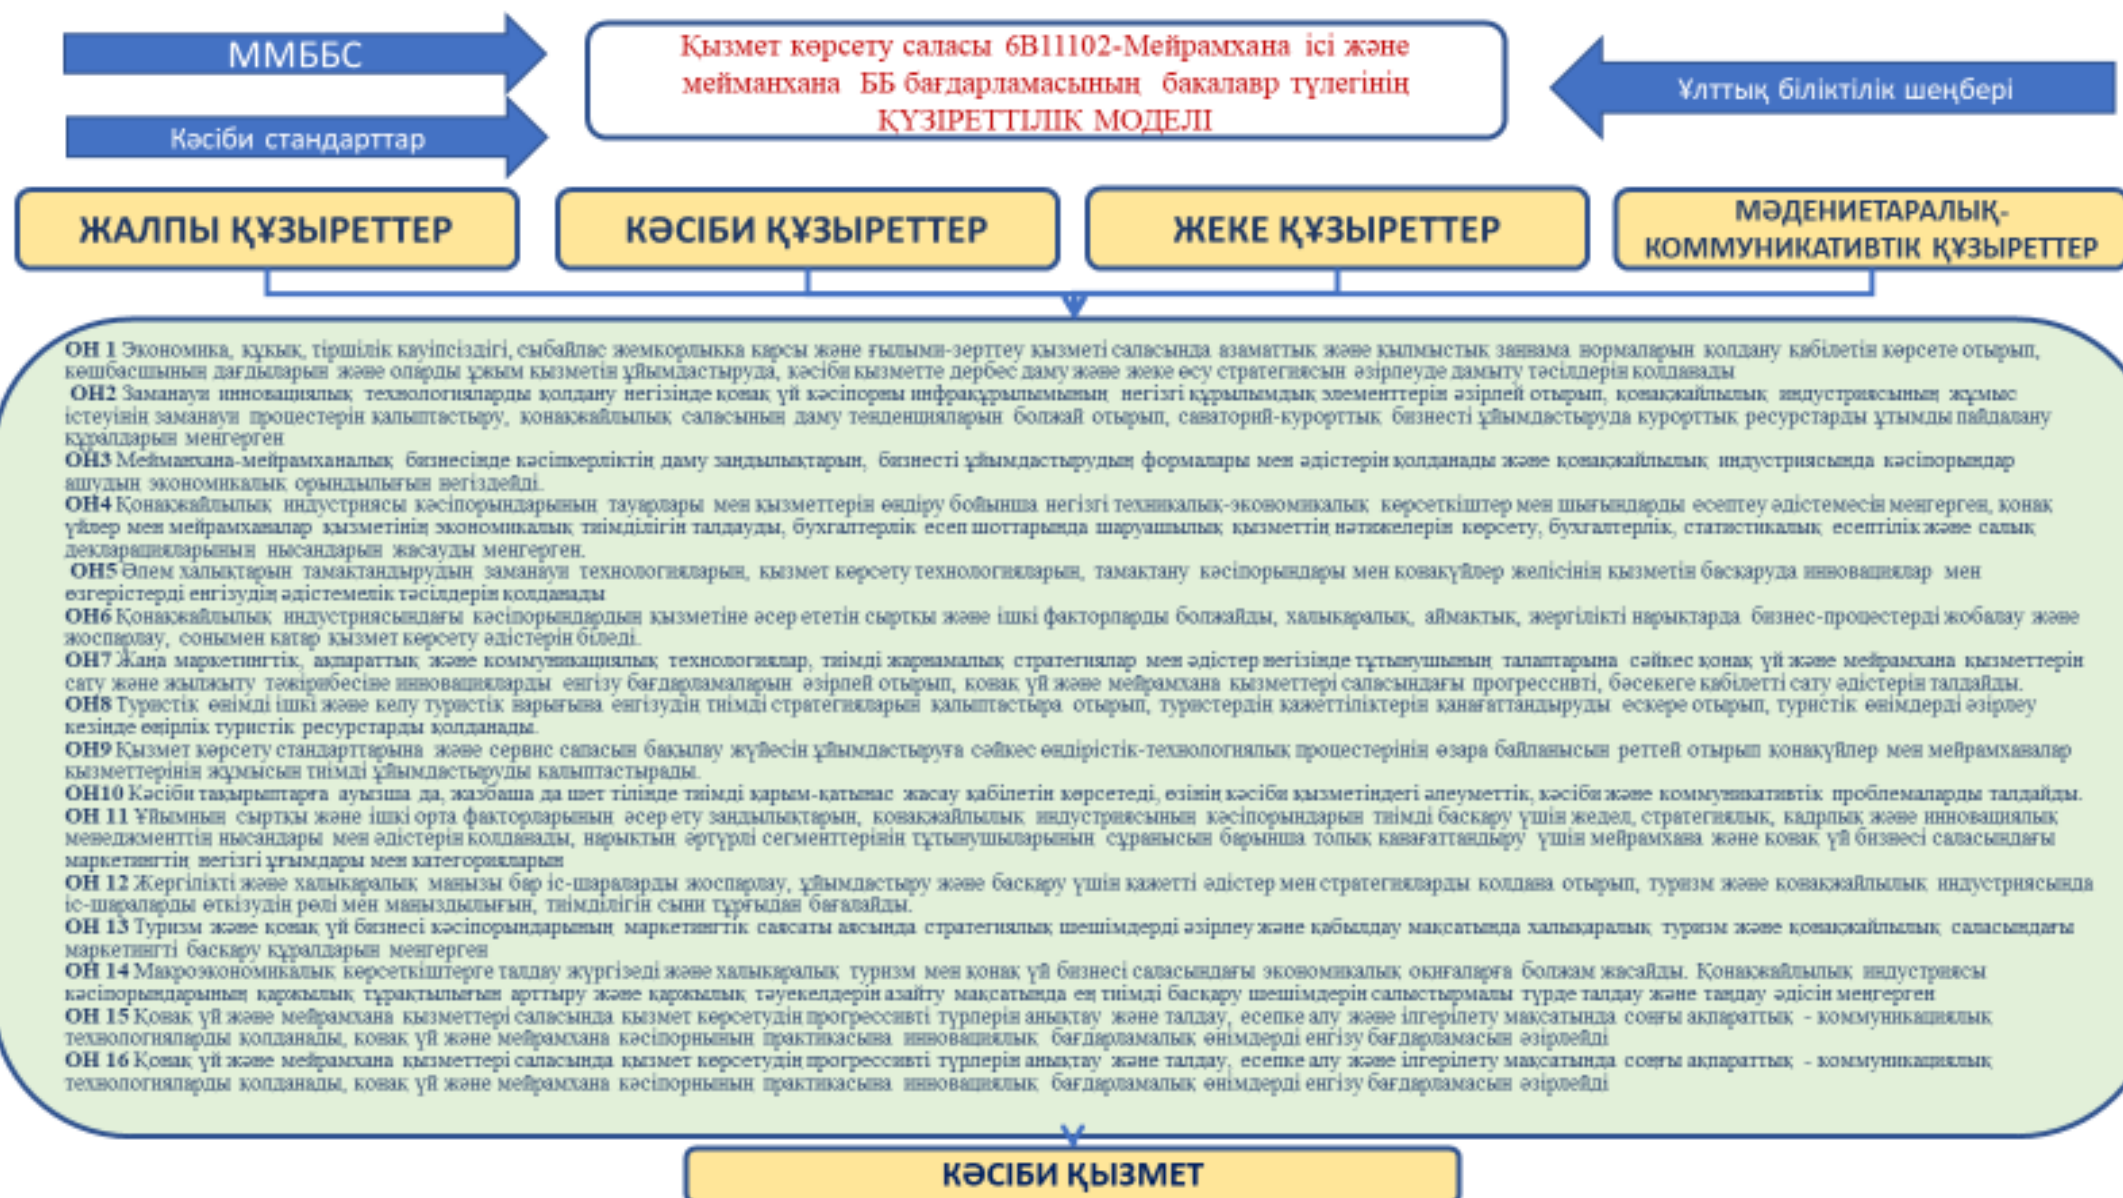 ММББС
Кәсіби стандарттар
Қызмет көрсету саласы 6В11102-Мейрамхана ісі және
мейманхана ББ бағдарламасының бакалавр түлегінің
ҚҮЗІРЕТТІЛІК МОДЕЛІ
Ұлттық біліктілік шеңбері
ЖАЛПЫ ҚҰЗЫРЕТТЕР
КӘСІБИ ҚҰЗЫРЕТТЕР
ЖЕКЕ ҚҰЗЫРЕТТЕР
МӘДЕНИЕТАРАЛЫҚ-
КОММУНИКАТИВТІК ҚҰЗЫРЕТТЕР
ОН 1 Экономика, құқық, тіршілік қауіпсіздігі, сыбайлас жемқорлыққа қарсы және ғылыми-зерттеу қызметі саласында азаматтық және қылмыстық заңнама нормаларын қолдану қабілетін көрсете отырып,
көшбасшының дағдыларын және оларды ұжым қызметін ұйымдастыруда, кәсіби қызметте дербес даму және жеке өсу стратегиясын әзірлеуде дамыту тәсілдерін қолданады
ОН2 Заманауи инновациялық технологияларды қолдану негізінде қонақ үй кәсіпорны инфрақұрылымының негізгі құрылымдық элементтерін әзірлей отырып, қонақжайлылық индустриясының жұмыс
істеуінің заманауи процестерін қалыптастыру, қонақжайлылық саласының даму тенденцияларын болжай отырып, санаторий-курорттық бизнесті ұйымдастыруда курорттық ресурстарды ұтымды пайдалану
құралдарын меңгерген
ОН3 Мейманхана-мейрамханалық бизнесінде кәсіпкерліктің даму заңдылықтарын, бизнесті ұйымдастырудың формалары мен әдістерін қолданады және қонақжайлылық индустриясында кәсіпорындар
ашудың экономикалық орындылығын негіздейді.
ОН4 Қонақжайлылық индустриясы кәсіпорындарының тауарлары мен қызметтерін өндіру бойынша негізгі техникалық-экономикалық көрсеткіштер мен шығындарды есептеу әдістемесін меңгерген, қонақ
үйлер мен мейрамханалар қызметінің экономикалық тиімділігін талдауды, бухгалтерлік есеп шоттарында шаруашылық қызметтің нәтижелерін көрсету, бухгалтерлік, статистикалық есептілік және салық
декларацияларының нысандарын жасауды меңгерген.
ОН5 Әлем халықтарын тамақтандырудың заманауи технологияларын, қызмет көрсету технологияларын, тамақтану кәсіпорындары мен қонақүйлер желісінің қызметін басқаруда инновациялар мен
өзгерістерді енгізудің әдістемелік тәсілдерін қолданады
ОН6 Қонақжайлылық индустриясындағы кәсіпорындардың қызметіне әсер ететін сыртқы және ішкі факторларды болжайды, халықаралық, аймақтық, жергілікті нарықтарда бизнес-процестерді жобалау және
жоспарлау, сонымен қатар қызмет көрсету әдістерін біледі.
ОН7 Жаңа маркетингтік, ақпараттық және коммуникациялық технологиялар, тиімді жарнамалық стратегиялар мен әдістер негізінде тұтынушының талаптарына сәйкес қонақ үй және мейрамхана қызметтерін
сату және жылжыту тәжірибесіне инновацияларды енгізу бағдарламаларын әзірлей отырып, қонақ үй және мейрамхана қызметтері саласындағы прогрессивті, бәсекеге қабілетті сату әдістерін талдайды.
ОН8 Туристік өнімді ішкі және келу туристік нарығына енгізудің тиімді стратегияларын қалыптастыра отырып, туристердің қажеттіліктерін қанағаттандыруды ескере отырып, туристік өнімдерді әзірлеу
кезінде өңірлік туристік ресурстарды қолданады.
ОН9 Қызмет көрсету стандарттарына және сервис сапасын бақылау жүйесін ұйымдастыруға сәйкес өндірістік-технологиялық процестерінің өзара байланысын реттей отырып қонақүйлер мен мейрамханалар
қызметтерінің жұмысын тиімді ұйымдастыруды қалыптастырады.
ОН10 Кәсіби тақырыптарға ауызша да, жазбаша да шет тілінде тиімді қарым-қатынас жасау қабілетін көрсетеді, өзінің кәсіби қызметіндегі әлеуметтік, кәсіби және коммуникативтік проблемаларды талдайды.
ОН 11 Ұйымның сыртқы және ішкі орта факторларының әсер ету заңдылықтарын, қонақжайлылық индустриясының кәсіпорындарын тиімді басқару үшін жедел, стратегиялық, кадрлық және инновациялық
менеджменттің нысандары мен әдістерін қолданады, нарықтың әртүрлі сегменттерінің тұтынушыларының сұранысын барынша толық қанағаттандыру үшін мейрамхана және қонақ үй бизнесі саласындағы
маркетингтің негізгі ұғымдары мен категорияларын
ОН 12 Жергілікті және халықаралық маңызы бар іс-шараларды жоспарлау, ұйымдастыру және басқару үшін қажетті әдістер мен стратегияларды қолдана отырып, туризм және қонақжайлылық индустриясында
іс-шараларды өткізудің рөлі мен маңыздылығын, тиімділігін сыни тұрғыдан бағалайды.
ОН 13 Туризм және қонақ үй бизнесі кәсіпорындарының маркетингтік саясаты аясында стратегиялық шешімдерді әзірлеу және қабылдау мақсатында халықаралық туризм және қонақжайлылық саласындағы
маркетингті басқару құралдарын меңгерген
ОН 14 Макроэкономикалық көрсеткіштерге талдау жүргізеді және халықаралық туризм мен қонақ үй бизнесі саласындағы экономикалық оқиғаларға болжам жасайды. Қонақжайлылық индустриясы
кәсіпорындарының қаржылық тұрақтылығын арттыру және қаржылық тәуекелдерін азайту мақсатында ең тиімді басқару шешімдерін салыстырмалы түрде талдау және таңдау әдісін меңгерген
ОН 15 Қонақ үй және мейрамхана қызметтері саласында қызмет көрсетудің прогрессивті түрлерін анықтау және талдау, есепке алу және ілгерілету мақсатында соңғы ақпараттық - коммуникациялық
технологияларды қолданады, қонақ үй және мейрамхана кәсіпорнының практикасына инновациялық бағдарламалық өнімдерді енгізу бағдарламасын әзірлейді
ОН 16 Қонақ үй және мейрамхана қызметтері саласында қызмет көрсетудің прогрессивті түрлерін анықтау және талдау, есепке алу және ілгерілету мақсатында соңғы ақпараттық - коммуникациялық
технологияларды қолданады, қонақ үй және мейрамхана кәсіпорнының практикасына инновациялық бағдарламалық өнімдерді енгізу бағдарламасын әзірлейді
КӘСІБИ ҚЫЗМЕТ